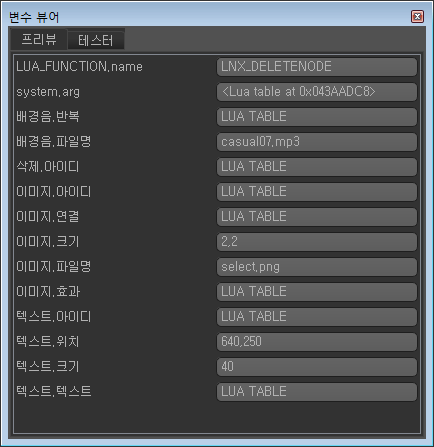 변수 뷰어
프리뷰 테스터
LUA_FUNCTION.name LNX_DELETENODE
system.arg <Lua table at 0x043AADC8>
배경음.반복 LUA TABLE
배경음.파일명 casual07.mp3
삭제.아이디 LUA TABLE
이미지.아이디 LUA TABLE
이미지.연결 LUA TABLE
이미지.크기 2,2
이미지.파일명 select.png
이미지.효과 LUA TABLE
텍스트.아이디 LUA TABLE
텍스트.위치 640,250
텍스트.크기 40
텍스트.텍스트 LUA TABLE